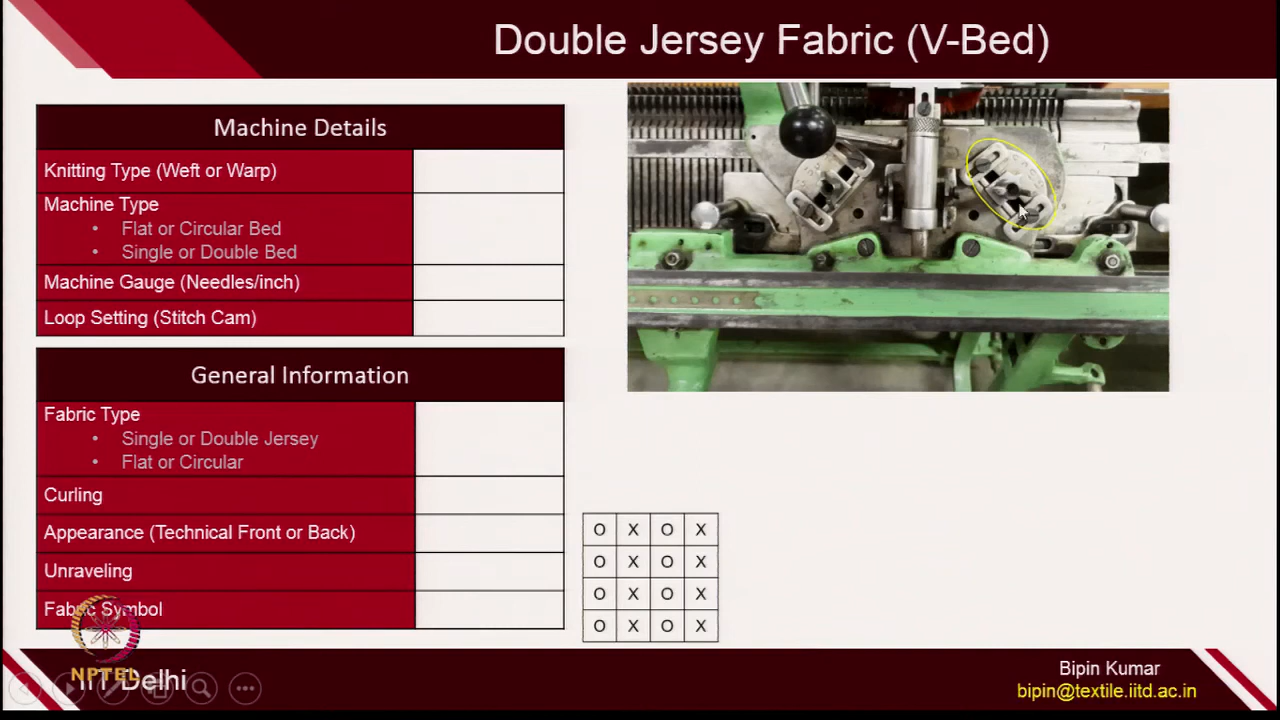 Double Jersey Fabric (V-Bed)
Machine Details
Knitting Type (Weft or Warp)
Machine Type
• Flat or Circular Bed
• Single or Double Bed
Machine Gauge (Needles/inch)
Loop Setting (Stitch Cam)
General Information
Fabric Type
• Single or Double Jersey
• Flat or Circular
Curling
Appearance (Technical Front or Back)
Unraveling
Fabric Symbol
O X O X
O X O X
O X O X
O X O X
NPTEL
IIT Delhi
Bipin Kumar
bipin@textile.iitd.ac.in